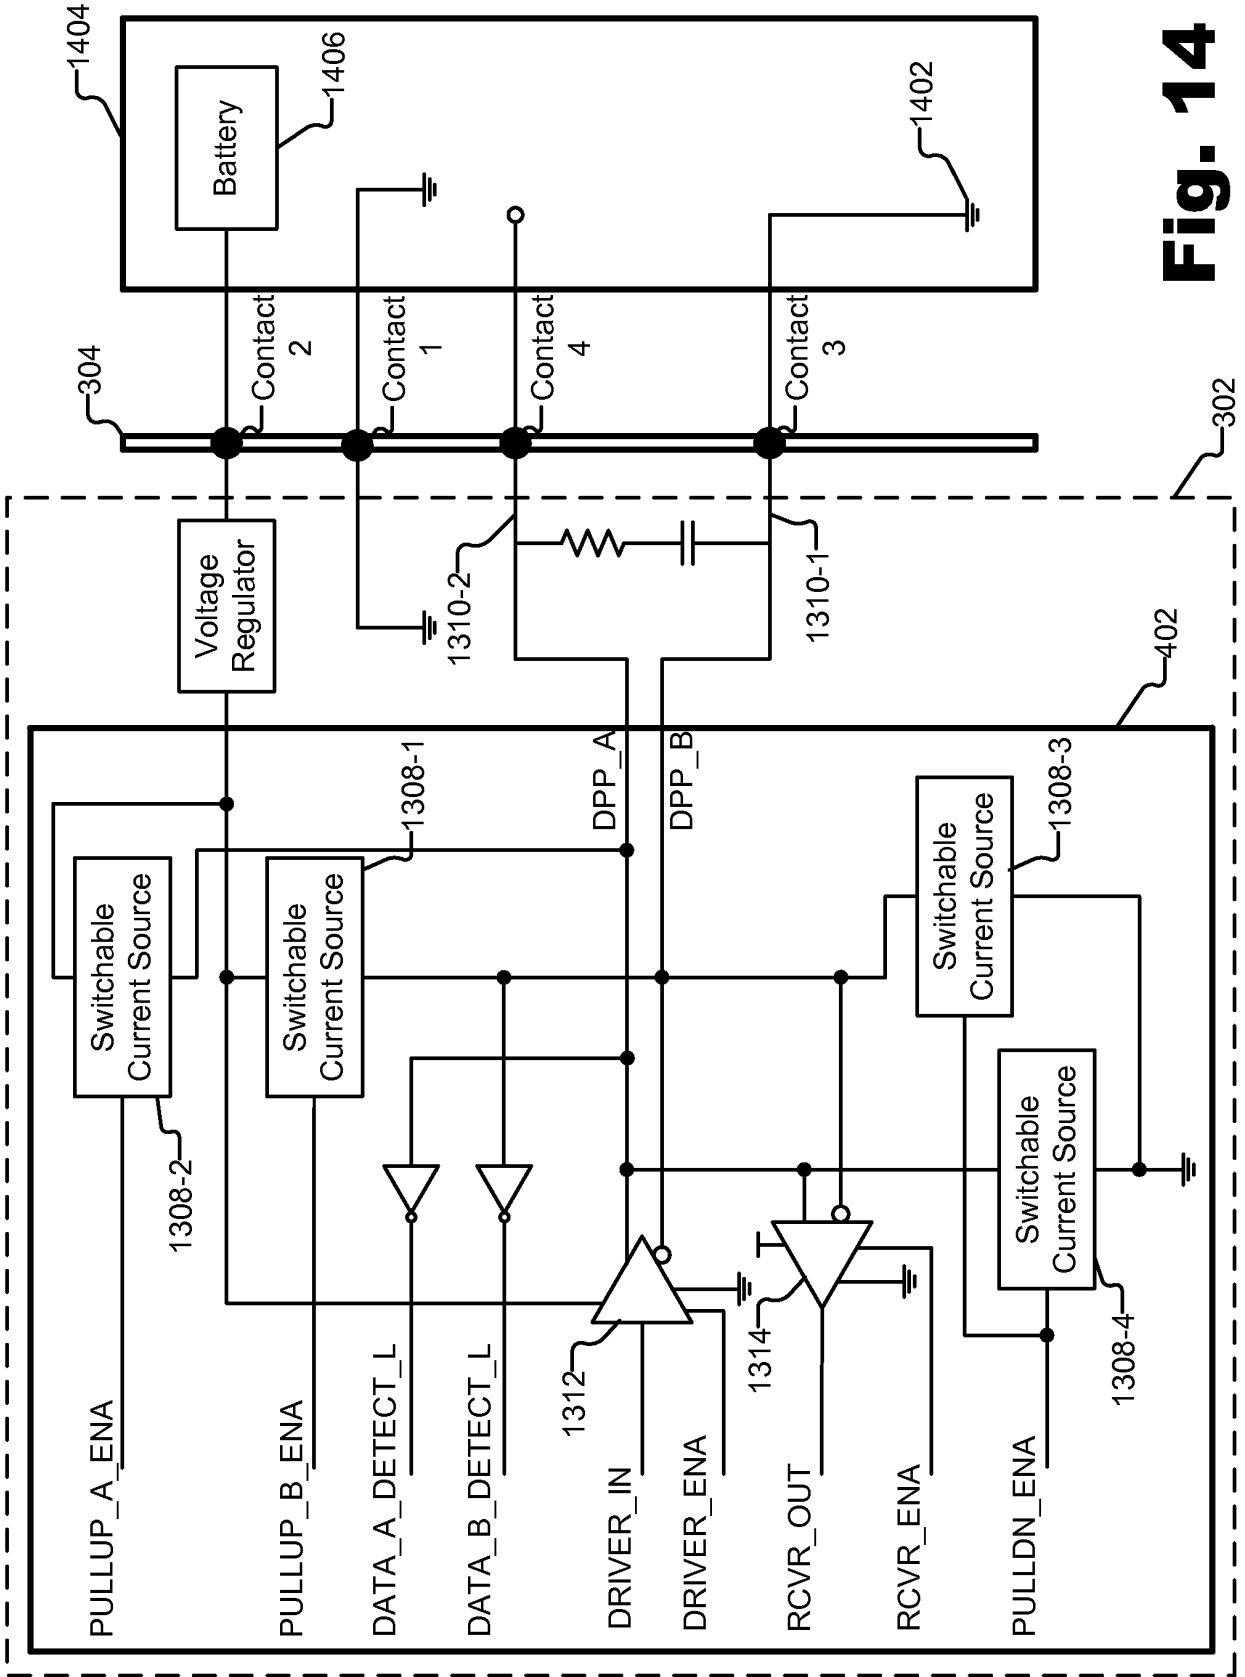 1404
Battery
1406
1402
Fig. 14
304
Contact
2
Contact
1
Contact
4
Contact
3
302
Voltage
Regulator
1310-2
1310-1
402
DPP_A
DPP_B
Switchable
Current Source
1308-2
Switchable
Current Source
1308-1
Switchable
Current Source
1308-3
Switchable
Current Source
1308-4
1312
1314
PULLUP_A_ENA
PULLUP_B_ENA
DATA_A_DETECT_L
DATA_B_DETECT_L
DRIVER_IN
DRIVER_ENA
RCVR_OUT
RCVR_ENA
PULLDN_ENA